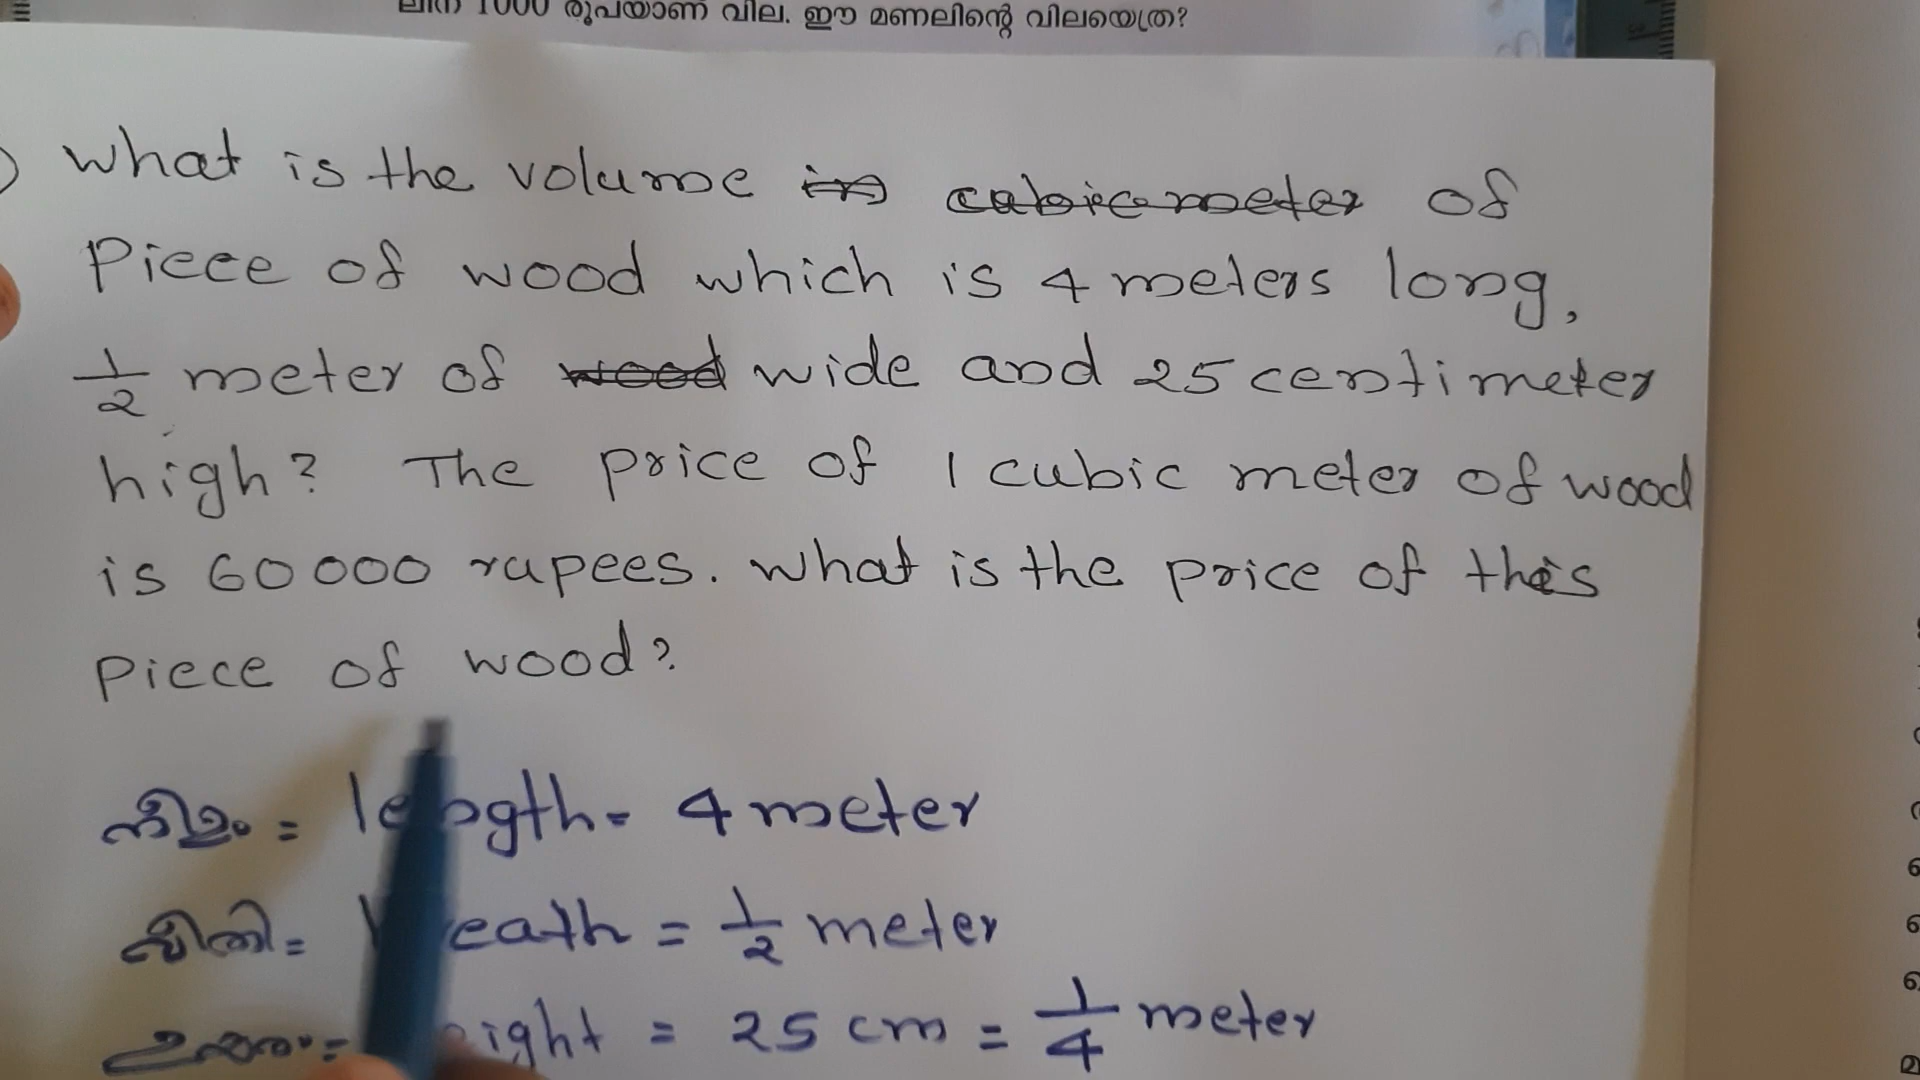 1000 രൂപയാണ് വില. ഈ മണലിന്റെ വിലയെത്ര?
What is the volume in cubic meter of
Piece of wood which is 4 meters long,
1/2 meter of wood wide and 25 centimeter
high? The price of 1 cubic meter of wood
is 60000 rupees. What is the price of this
Piece of wood?
നീളം = length = 4 meter
വീതി = eath = 1/2 meter
ഉയരം = eight = 25 cm = 1/4 meter